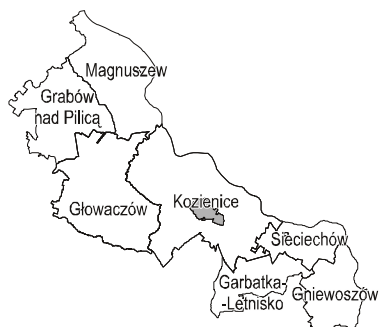 Magnuszew
Grabów
nad Pilicą
Kozienice
Głowaczów
Sieciechów
Garbatka-
-Letnisko
Gniewoszów